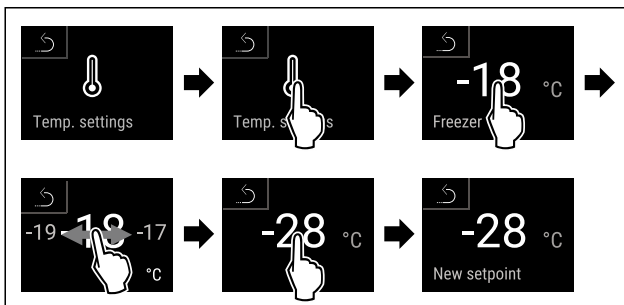 Temp. settings
Temp. s s
-18 °C
Freezer
-19 -18 -17
°C
-28 °C
-28 °C
New setpoint